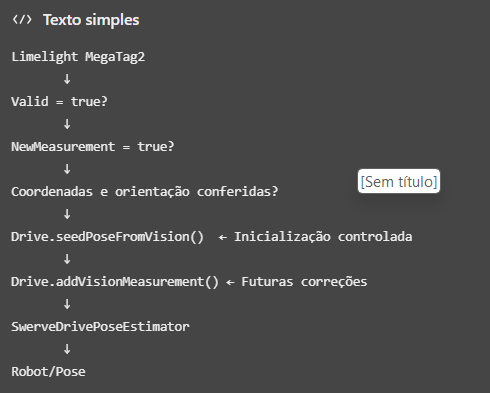 </> Texto simples
Limelight MegaTag2
↓
Valid = true?
↓
NewMeasurement = true?
↓
Coordenadas e orientação conferidas?
[Sem título]
↓
Drive.seedPoseFromVision() ← Inicialização controlada
↓
Drive.addVisionMeasurement() ← Futuras correções
↓
SwerveDrivePoseEstimator
↓
Robot/Pose